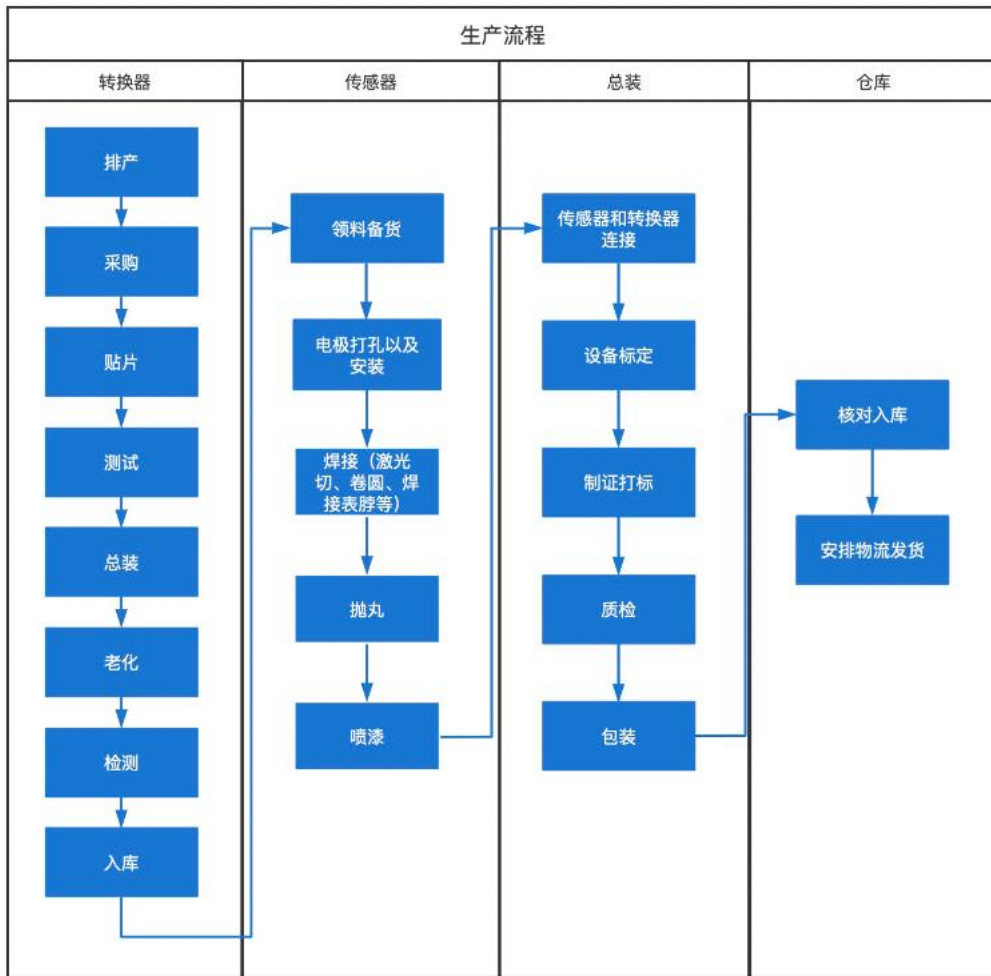 生产流程
转换器
传感器
总装
仓库
排产
采购
贴片
测试
总装
老化
检测
入库
领料备货
电极打孔以及
安装
焊接（激光
切、卷圆、焊
接表脖等）
抛丸
喷漆
传感器和转换器
连接
设备标定
制证打标
质检
包装
核对入库
安排物流发货